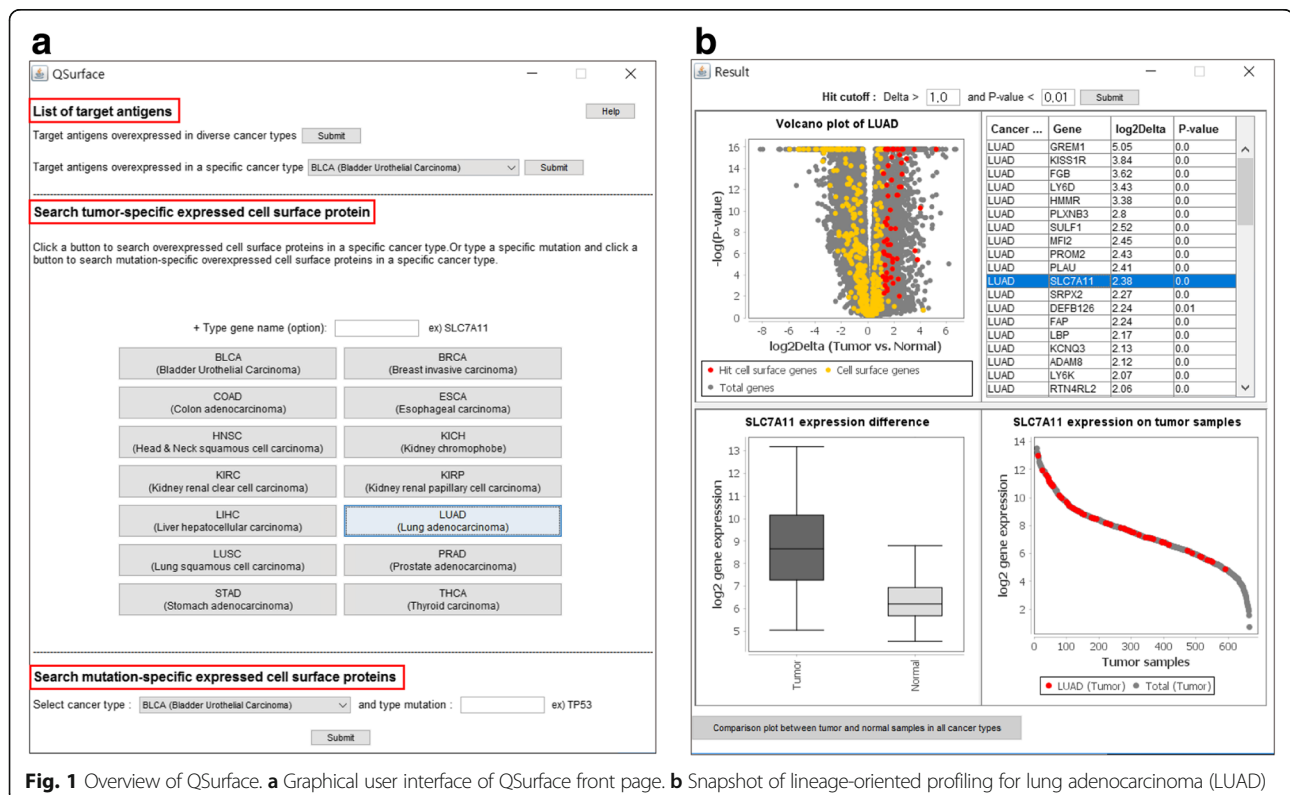 a
QSurface
List of target antigens
Help
Target antigens overexpressed in diverse cancer types Submit
Target antigens overexpressed in a specific cancer type BLCA (Bladder Urothelial Carcinoma) Submit
Search tumor-specific expressed cell surface protein
Click a button to search overexpressed cell surface proteins in a specific cancer type.Or type a specific mutation and click a
button to search mutation-specific overexpressed cell surface proteins in a specific cancer type.
+ Type gene name (option): ex) SLC7A11
BLCA
(Bladder Urothelial Carcinoma)
BRCA
(Breast invasive carcinoma)
COAD
(Colon adenocarcinoma)
ESCA
(Esophageal carcinoma)
HNSC
(Head & Neck squamous cell carcinoma)
KICH
(Kidney chromophobe)
KIRC
(Kidney renal clear cell carcinoma)
KIRP
(Kidney renal papillary cell carcinoma)
LIHC
(Liver hepatocellular carcinoma)
LUAD
(Lung adenocarcinoma)
LUSC
(Lung squamous cell carcinoma)
PRAD
(Prostate adenocarcinoma)
STAD
(Stomach adenocarcinoma)
THCA
(Thyroid carcinoma)
Search mutation-specific expressed cell surface proteins
Select cancer type : BLCA (Bladder Urothelial Carcinoma) and type mutation : ex) TP53
Submit
b
Result
Hit cutoff : Delta > 1.0 and P-value < 0.01 Submit
Volcano plot of LUAD
-log(P-value)
16
14
12
10
8
6
4
2
0
-8 -6 -4 -2 0 2 4 6
log2Delta (Tumor vs. Normal)
Hit cell surface genes Cell surface genes
Total genes
Cancer ... Gene log2Delta P-value
LUAD GREM1 5.05 0.0
LUAD KISS1R 3.84 0.0
LUAD FGB 3.62 0.0
LUAD LY6D 3.43 0.0
LUAD HMMR 3.38 0.0
LUAD PLXNB3 2.8 0.0
LUAD SULF1 2.52 0.0
LUAD MFI2 2.45 0.0
LUAD PROM2 2.43 0.0
LUAD PLAU 2.41 0.0
LUAD SLC7A11 2.38 0.0
LUAD SRPX2 2.27 0.0
LUAD DEFB126 2.24 0.01
LUAD FAP 2.24 0.0
LUAD LBP 2.17 0.0
LUAD KCNQ3 2.13 0.0
LUAD ADAM8 2.12 0.0
LUAD LY6K 2.07 0.0
LUAD RTN4RL2 2.06 0.0
SLC7A11 expression difference
log2 gene expresssion
13
12
11
10
9
8
7
6
5
Tumor
Normal
SLC7A11 expression on tumor samples
log2 gene expression
14
12
10
8
6
4
2
0 100 200 300 400 500 600
Tumor samples
LUAD (Tumor) Total (Tumor)
Comparison plot between tumor and normal samples in all cancer types
Fig. 1 Overview of QSurface. a Graphical user interface of QSurface front page. b Snapshot of lineage-oriented profiling for lung adenocarcinoma (LUAD)